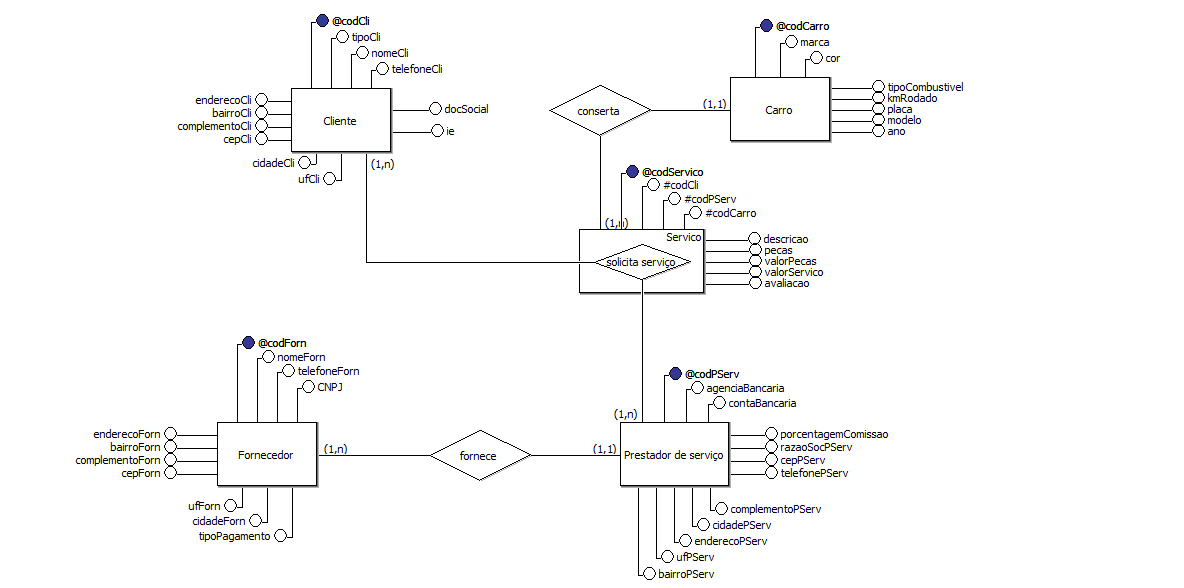 @codCli
tipoCli
nomeCli
telefoneCli
enderecoCli
bairroCli
complementoCli
cepCli
Cliente
docSocial
ie
cidadeCli
ufCli
(1,n)
@codCarro
marca
cor
conserta
(1,1)
Carro
tipoCombustivel
kmRodado
placa
modelo
ano
@codServico
#codCli
#codPServ
#codCarro
(1,n)
Servico
solicita serviço
descricao
pecas
valorPecas
valorServico
avaliacao
@codForn
nomeForn
telefoneForn
CNPJ
enderecoForn
bairroForn
complementoForn
cepForn
Fornecedor
(1,n)
fornece
(1,1)
ufForn
cidadeForn
tipoPagamento
@codPServ
agenciaBancaria
contaBancaria
(1,n)
Prestador de serviço
porcentagemComissao
razaoSocPServ
cepPServ
telefonePServ
complementoPServ
cidadePServ
enderecoPServ
ufPServ
bairroPServ